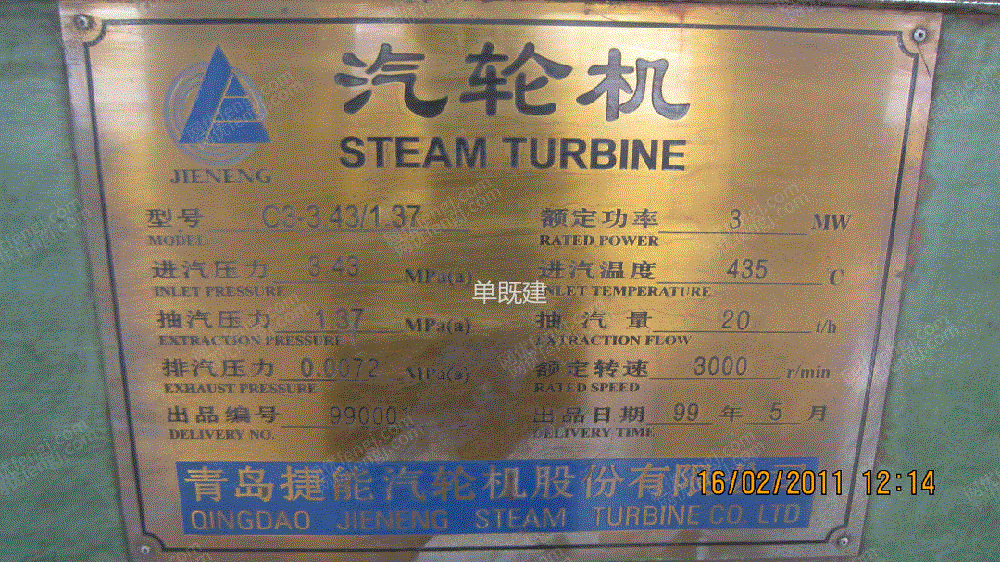 汽轮机
STEAM TURBINE
JIENENG
型号 C3-3.43/1.37 额定功率 3 MW
MODEL RATED POWER
进汽压力 3.43 MPa(a) 进汽温度 435 C
INLET PRESSURE INLET TEMPERATURE
单既建
抽汽压力 1.37 MPa(a) 抽汽量 20 t/h
EXTRACTION PRESSURE EXTRACTION FLOW
排汽压力 0.0072 MPa(a) 额定转速 3000 r/min
EXHAUST PRESSURE RATED SPEED
出品编号 99000 出品日期 99 年 5 月
DELIVERY NO. DELIVERY TIME
青岛捷能汽轮机股份有限
16/02/2011 12:14
QINGDAO JIENENG STEAM TURBINE CO. LTD